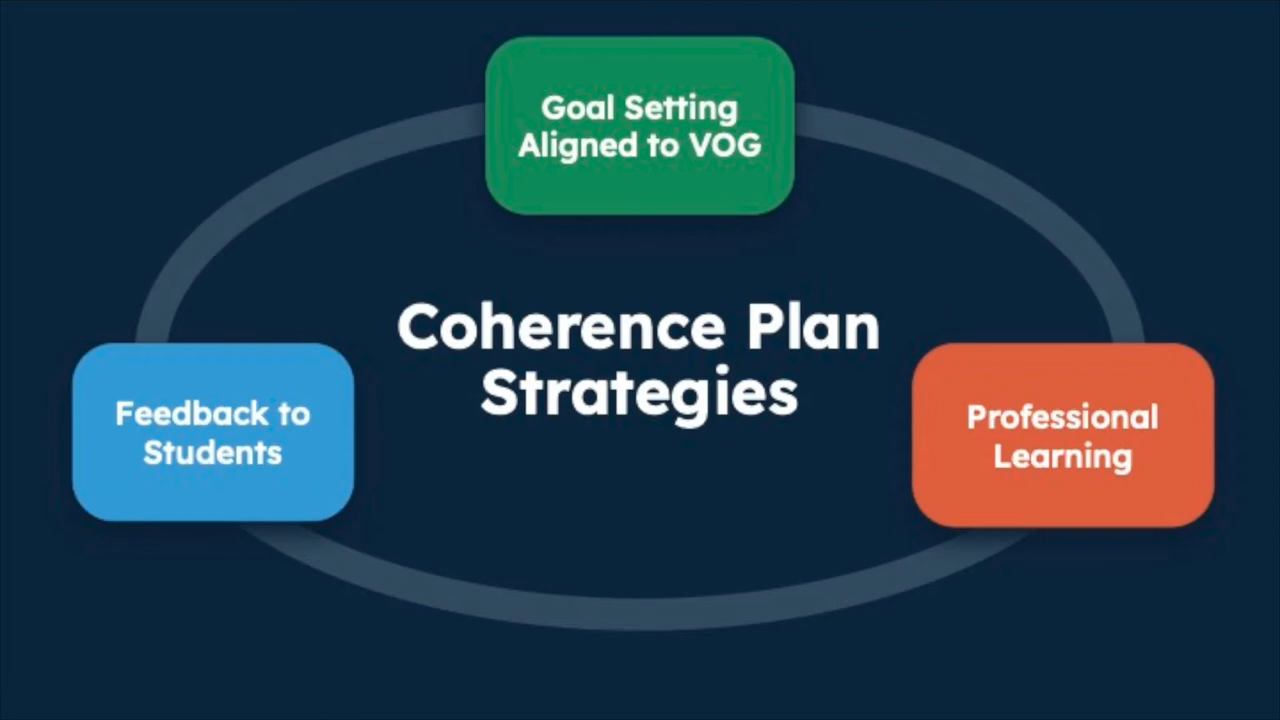 Goal Setting
Aligned to VOG
Coherence Plan
Strategies
Feedback to
Students
Professional
Learning